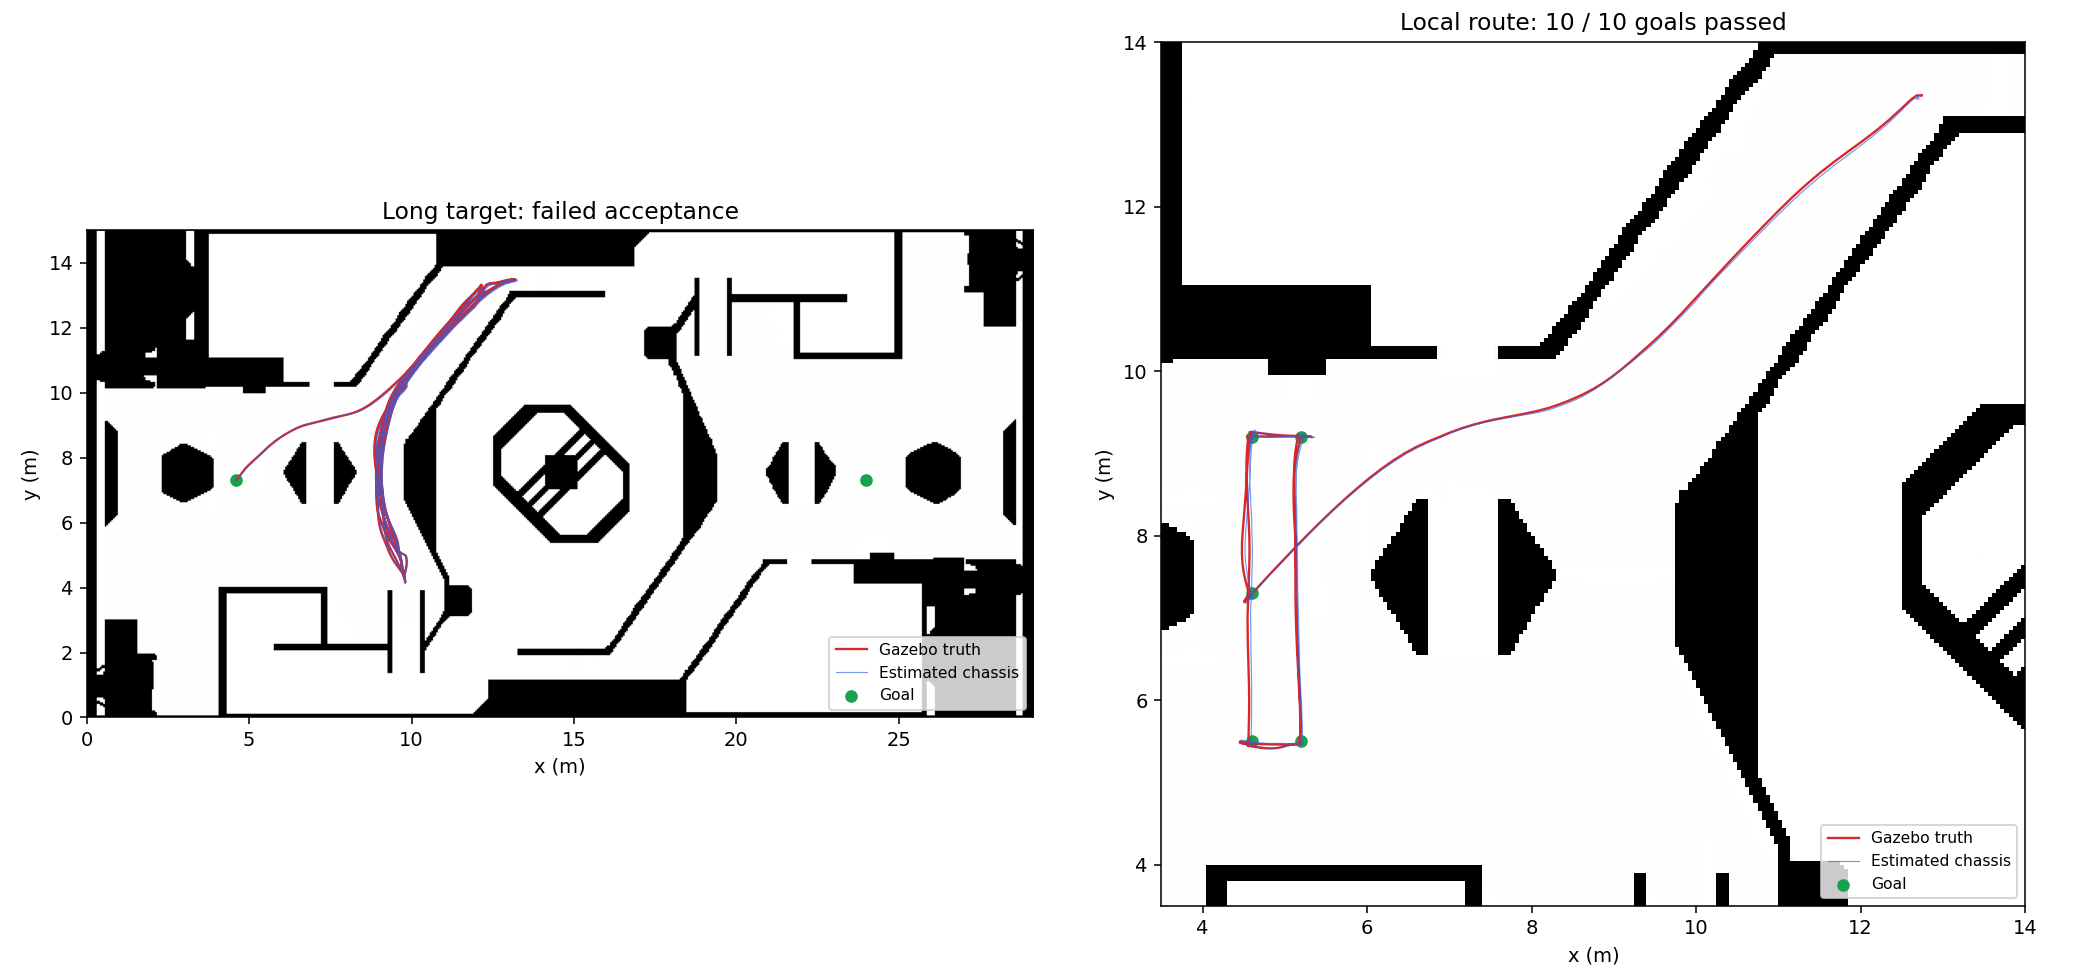 Long target: failed acceptance
y (m)
14
12
10
8
6
4
2
0
0 5 10 15 20 25
x (m)
Gazebo truth
Estimated chassis
Goal
Local route: 10 / 10 goals passed
y (m)
14
12
10
8
6
4
4 6 8 10 12 14
x (m)
Gazebo truth
Estimated chassis
Goal